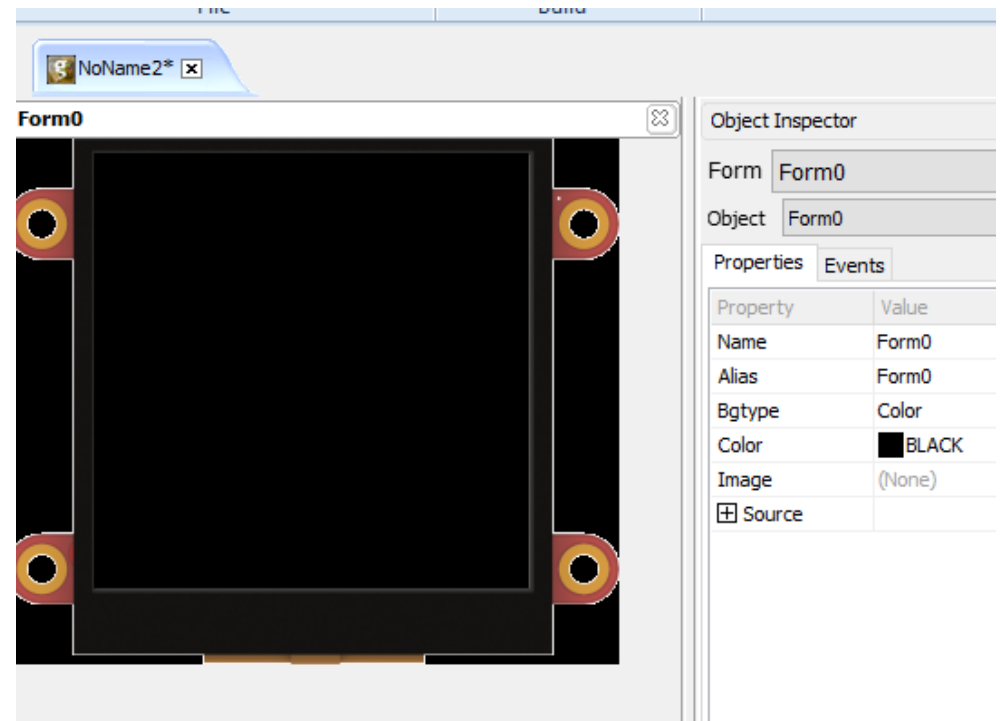 NoName2*
Form0
Object Inspector
Form Form0
Object Form0
Properties Events
Property Value
Name Form0
Alias Form0
Bgtype Color
Color BLACK
Image (None)
Source